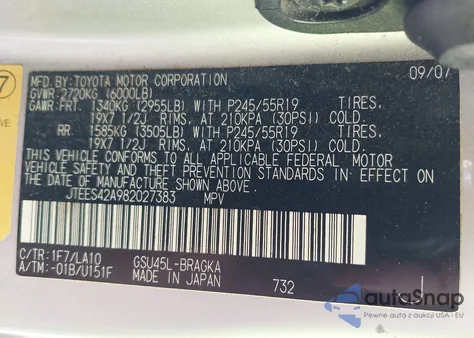 MFD. BY: TOYOTA MOTOR CORPORATION 09/07
GVWR: 2720KG (6000LB)
GAWR: FRT. 1340KG (2955LB) WITH P245/55R19 TIRES,
19X7 1/2J RIMS, AT 210KPA (30PSI) COLD.
RR 1585KG (3505LB) WITH P245/55R19 TIRES,
19X7 1/2J RIMS, AT 210KPA (30PSI) COLD.
THIS VEHICLE CONFORMS TO ALL APPLICABLE FEDERAL MOTOR
VEHICLE SAFETY AND THEFT PREVENTION STANDARDS IN EFFECT
ON THE DATE OF MANUFACTURE SHOWN ABOVE.
JTEES42A982027383 MPV
C/TR: 1F7/LA10 GSU45L-BRAGKA
A/TM: -01B/U151F MADE IN JAPAN 732
7
VE.
autoSnap
Pewne auta z aukcji USA i EU